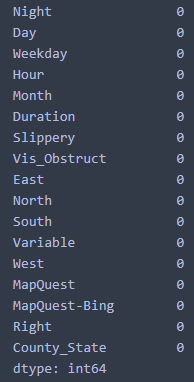 Night 0
Day 0
Weekday 0
Hour 0
Month 0
Duration 0
Slippery 0
Vis_Obstruct 0
East 0
North 0
South 0
Variable 0
West 0
MapQuest 0
MapQuest-Bing 0
Right 0
County_State 0
dtype: int64